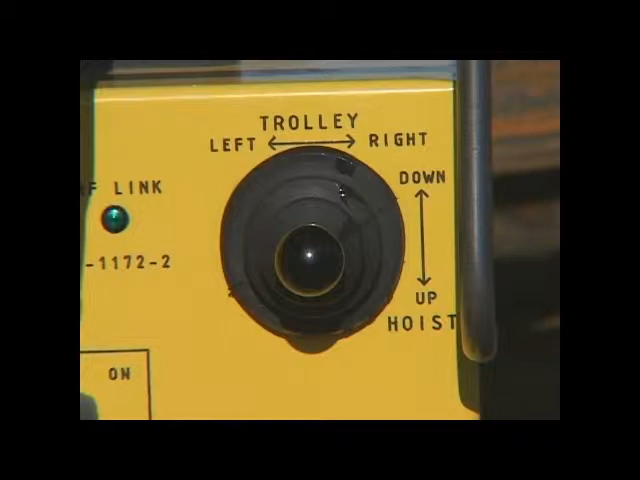 TROLLEY
LEFT RIGHT
DOWN
F LINK
-1172-2
UP
HOIST
ON